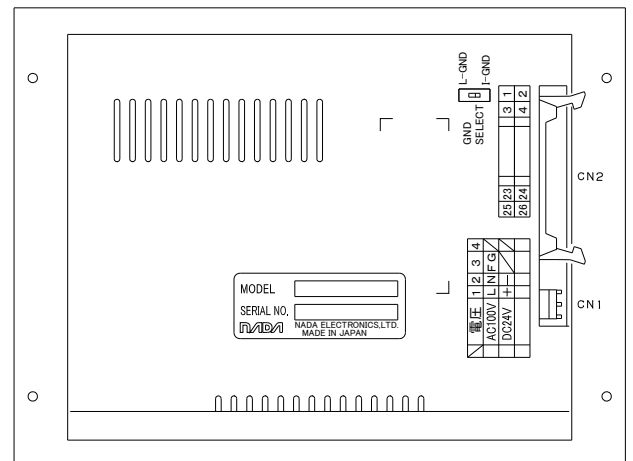 L-GND
I-GND
GND
SELECT
1 2
3 4
23 24
25 26
CN2
電圧 1 2 3 4
AC100V L N F G
DC24V + −
CN1
MODEL
SERIAL NO.
NADA NADA ELECTRONICS,LTD.
MADE IN JAPAN